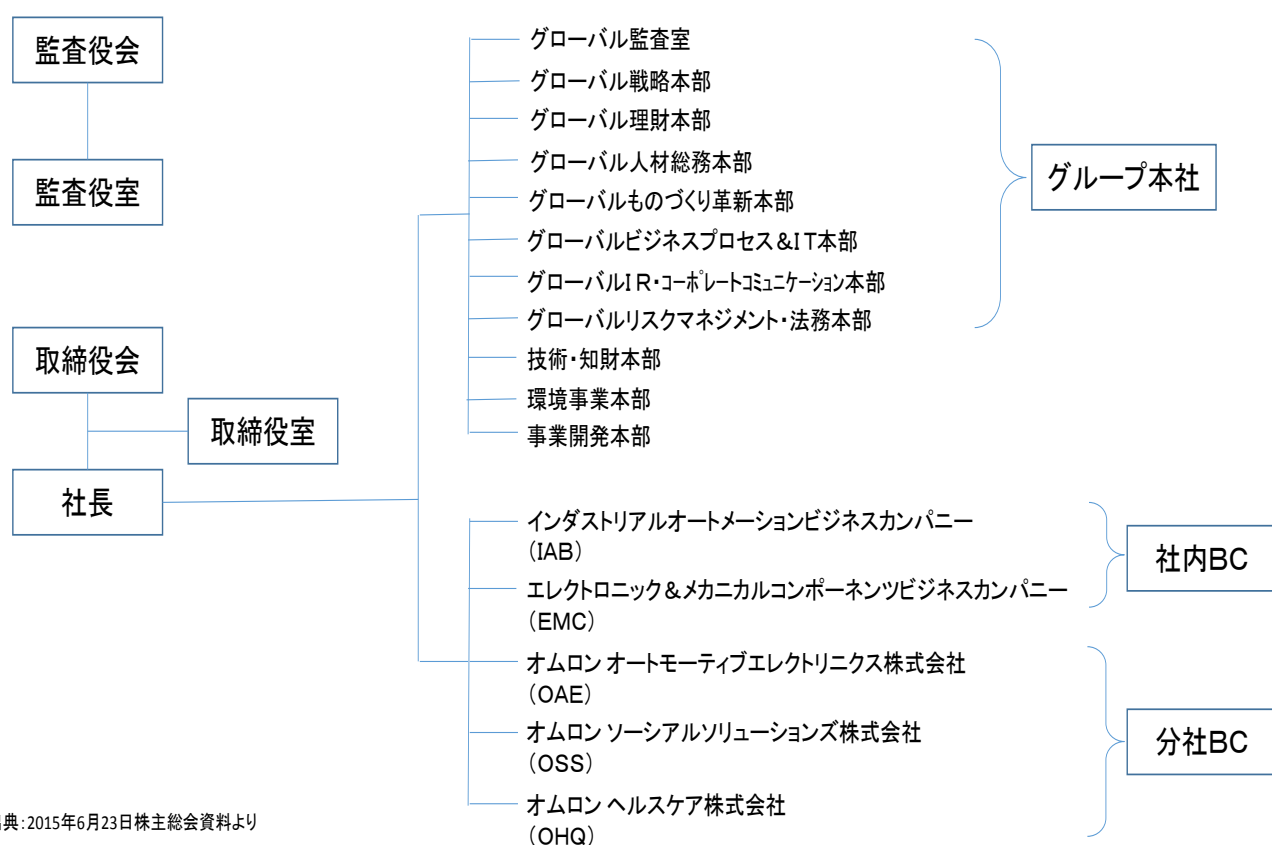 監査役会
監査役室
取締役会
取締役室
社長
グローバル監査室
グローバル戦略本部
グローバル理財本部
グローバル人材総務本部
グローバルものづくり革新本部
グローバルビジネスプロセス&IT本部
グローバルIR・コーポレートコミュニケーション本部
グローバルリスクマネジメント・法務本部
技術・知財本部
環境事業本部
事業開発本部
グループ本社
インダストリアルオートメーションビジネスカンパニー
(IAB)
エレクトロニック&メカニカルコンポーネンツビジネスカンパニー
(EMC)
社内BC
オムロン オートモーティブエレクトリニクス株式会社
(OAE)
オムロン ソーシアルソリューションズ株式会社
(OSS)
オムロン ヘルスケア株式会社
(OHQ)
分社BC
典:2015年6月23日株主総会資料より